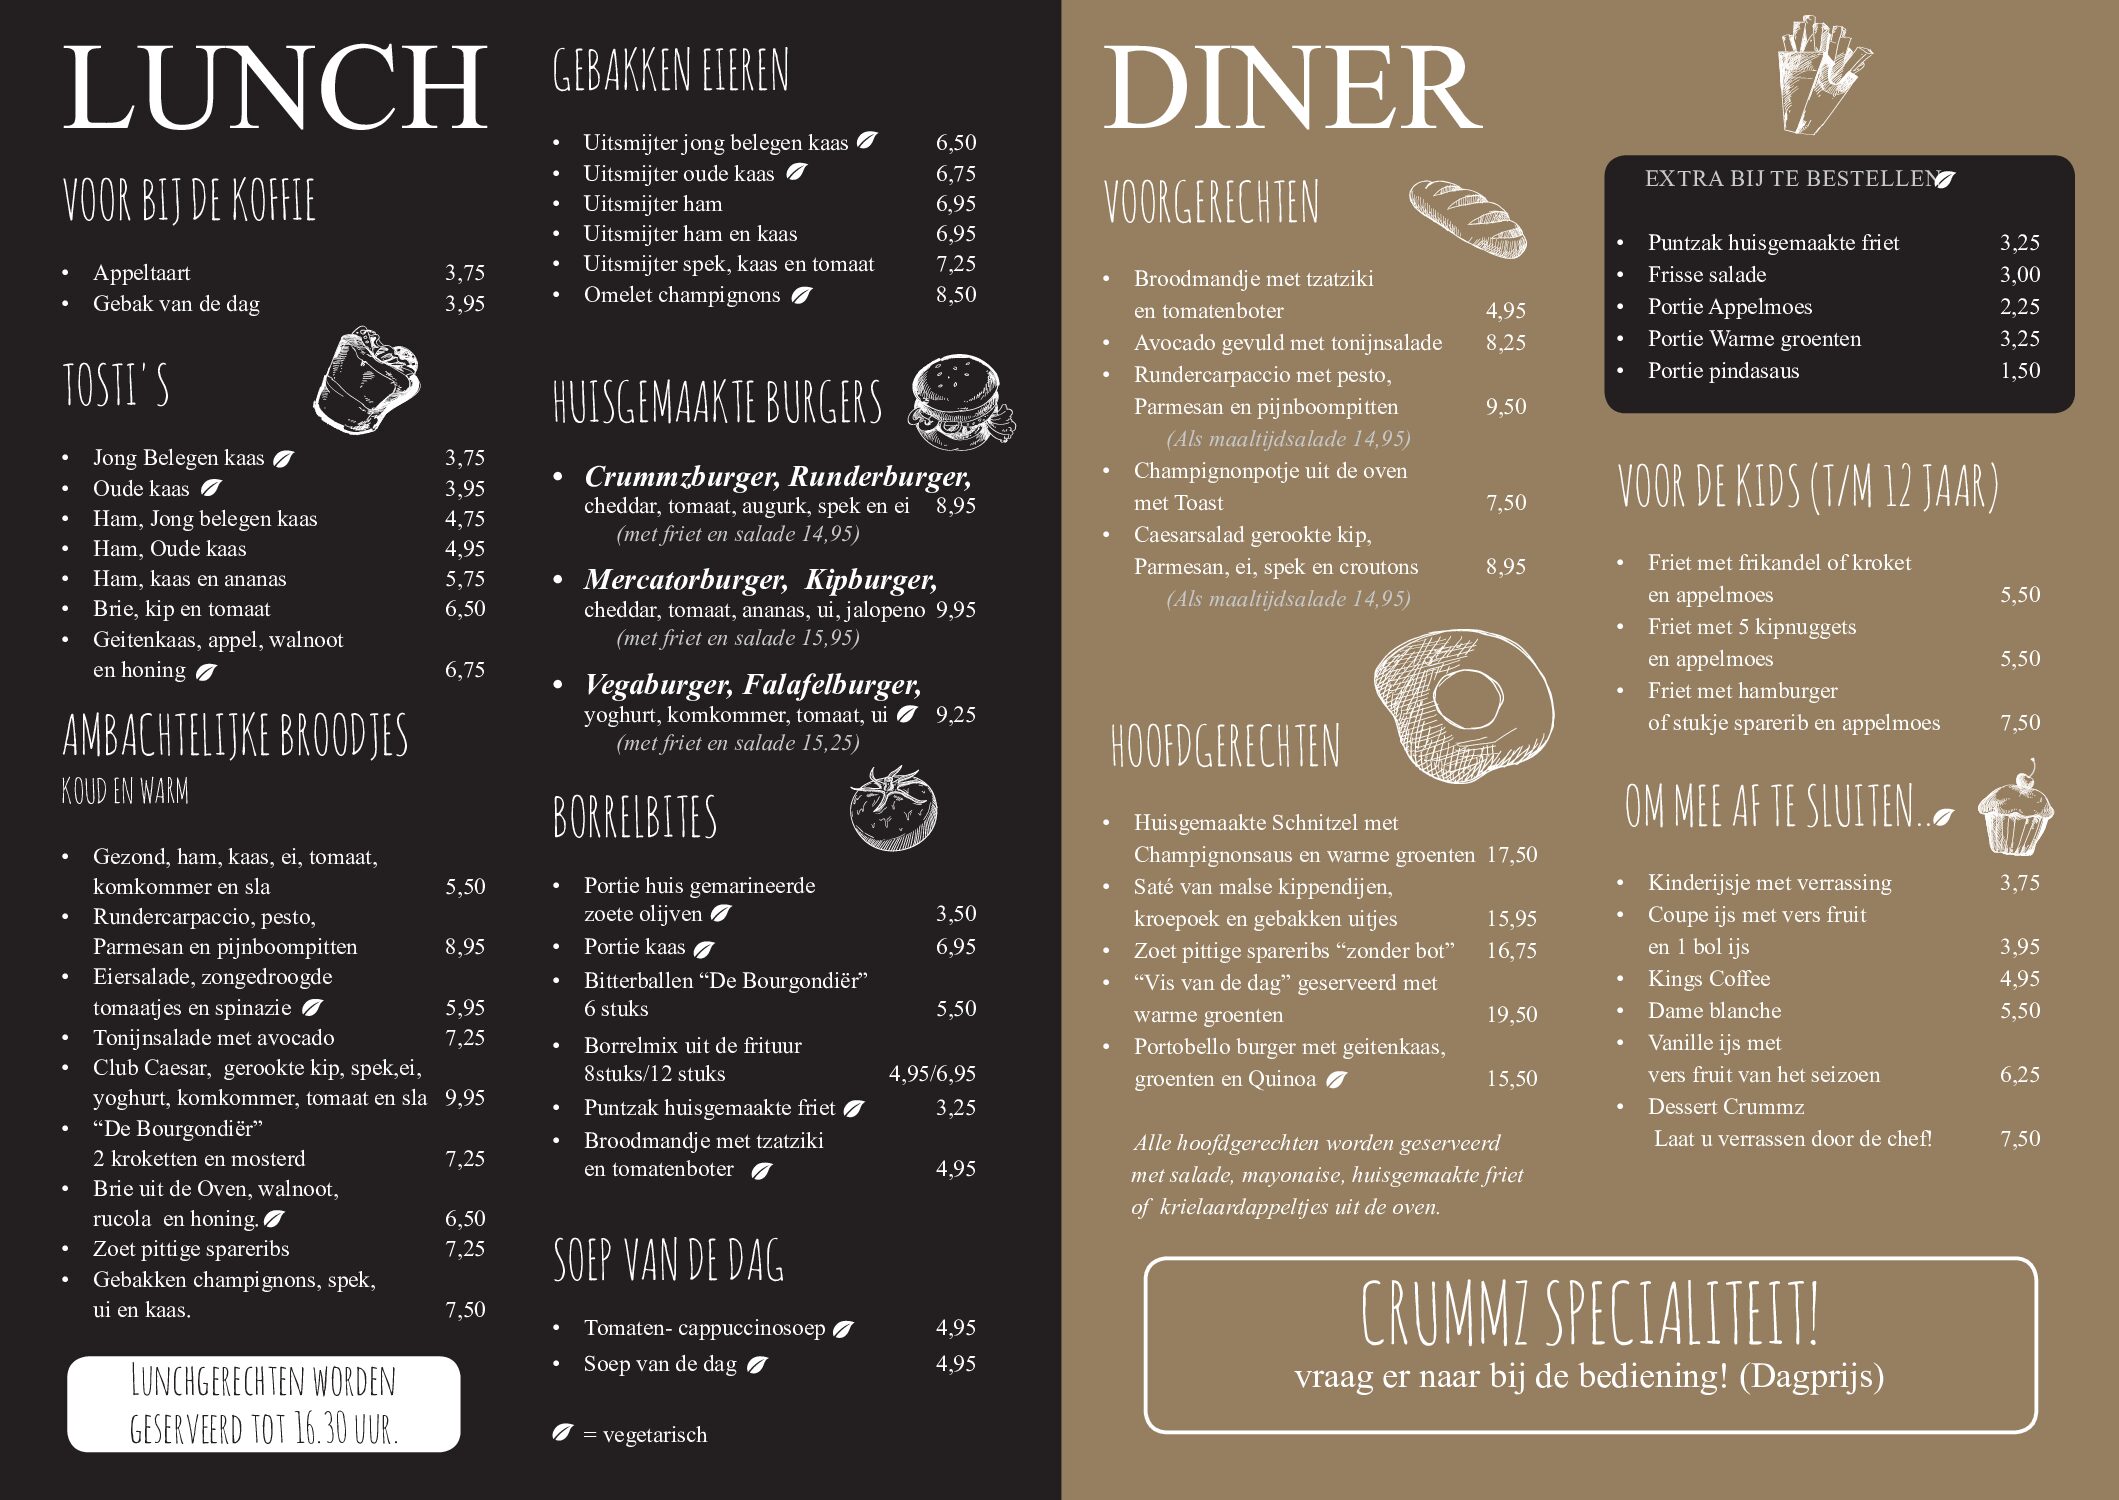 LUNCH
VOOR BIJ DE KOFFIE
• Appeltaart 3,75
• Gebak van de dag 3,95
TOSTI'S
• Jong Belegen kaas 3,75
• Oude kaas 3,95
• Ham, Jong belegen kaas 4,75
• Ham, Oude kaas 4,95
• Ham, kaas en ananas 5,75
• Brie, kip en tomaat 6,50
• Geitenkaas, appel, walnoot
en honing 6,75
AMBACHTELIJKE BROODJES
KOUD EN WARM
• Gezond, ham, kaas, ei, tomaat,
komkommer en sla 5,50
• Rundercarpaccio, pesto,
Parmesan en pijnboompitten 8,95
• Eiersalade, zongedroogde
tomaatjes en spinazie 5,95
• Tonijnsalade met avocado 7,25
• Club Caesar, gerookte kip, spek,ei,
yoghurt, komkommer, tomaat en sla 9,95
• “De Bourgondiër”
2 kroketten en mosterd 7,25
• Brie uit de Oven, walnoot,
rucola en honing. 6,50
• Zoet pittige spareribs 7,25
• Gebakken champignons, spek,
ui en kaas. 7,50
LUNCHGERECHTEN WORDEN
GESERVEERD TOT 16.30 UUR.
GEBAKKEN EIEREN
• Uitsmijter jong belegen kaas 6,50
• Uitsmijter oude kaas 6,75
• Uitsmijter ham 6,95
• Uitsmijter ham en kaas 6,95
• Uitsmijter spek, kaas en tomaat 7,25
• Omelet champignons 8,50
HUISGEMAAKTE BURGERS
• Crummzburger, Runderburger,
cheddar, tomaat, augurk, spek en ei 8,95
(met friet en salade 14,95)
• Mercatorburger, Kipburger,
cheddar, tomaat, ananas, ui, jalopeno 9,95
(met friet en salade 15,95)
• Vegaburger, Falafelburger,
yoghurt, komkommer, tomaat, ui 9,25
(met friet en salade 15,25)
BORRELBITES
• Portie huis gemarineerde
zoete olijven 3,50
• Portie kaas 6,95
• Bitterballen “De Bourgondiër”
6 stuks 5,50
• Borrelmix uit de frituur
8stuks/12 stuks 4,95/6,95
• Puntzak huisgemaakte friet 3,25
• Broodmandje met tzatziki
en tomatenboter 4,95
SOEP VAN DE DAG
• Tomaten- cappuccinosoep 4,95
• Soep van de dag 4,95
= vegetarisch
DINER
VOORGERECHTEN
• Broodmandje met tzatziki
en tomatenboter 4,95
• Avocado gevuld met tonijnsalade 8,25
• Rundercarpaccio met pesto,
Parmesan en pijnboompitten 9,50
(Als maaltijdsalade 14,95)
• Champignonpotje uit de oven
met Toast 7,50
• Caesarsalad gerookte kip,
Parmesan, ei, spek en croutons 8,95
(Als maaltijdsalade 14,95)
HOOFDGERECHTEN
• Huisgemaakte Schnitzel met
Champignonsaus en warme groenten 17,50
• Saté van malse kippendijen,
kroepoek en gebakken uitjes 15,95
• Zoet pittige spareribs “zonder bot” 16,75
• “Vis van de dag” geserveerd met
warme groenten 19,50
• Portobello burger met geitenkaas,
groenten en Quinoa 15,50
Alle hoofdgerechten worden geserveerd
met salade, mayonaise, huisgemaakte friet
of krielaardappeltjes uit de oven.
EXTRA BIJ TE BESTELLEN
• Puntzak huisgemaakte friet 3,25
• Frisse salade 3,00
• Portie Appelmoes 2,25
• Portie Warme groenten 3,25
• Portie pindasaus 1,50
VOOR DE KIDS (T/M 12 JAAR)
• Friet met frikandel of kroket
en appelmoes 5,50
• Friet met 5 kipnuggets
en appelmoes 5,50
• Friet met hamburger
of stukje sparerib en appelmoes 7,50
OM MEE AF TE SLUITEN..
• Kinderijsje met verrassing 3,75
• Coupe ijs met vers fruit
en 1 bol ijs 3,95
• Kings Coffee 4,95
• Dame blanche 5,50
• Vanille ijs met
vers fruit van het seizoen 6,25
• Dessert Crummz
Laat u verrassen door de chef! 7,50
CRUMMZ SPECIALITEIT!
vraag er naar bij de bediening! (Dagprijs)